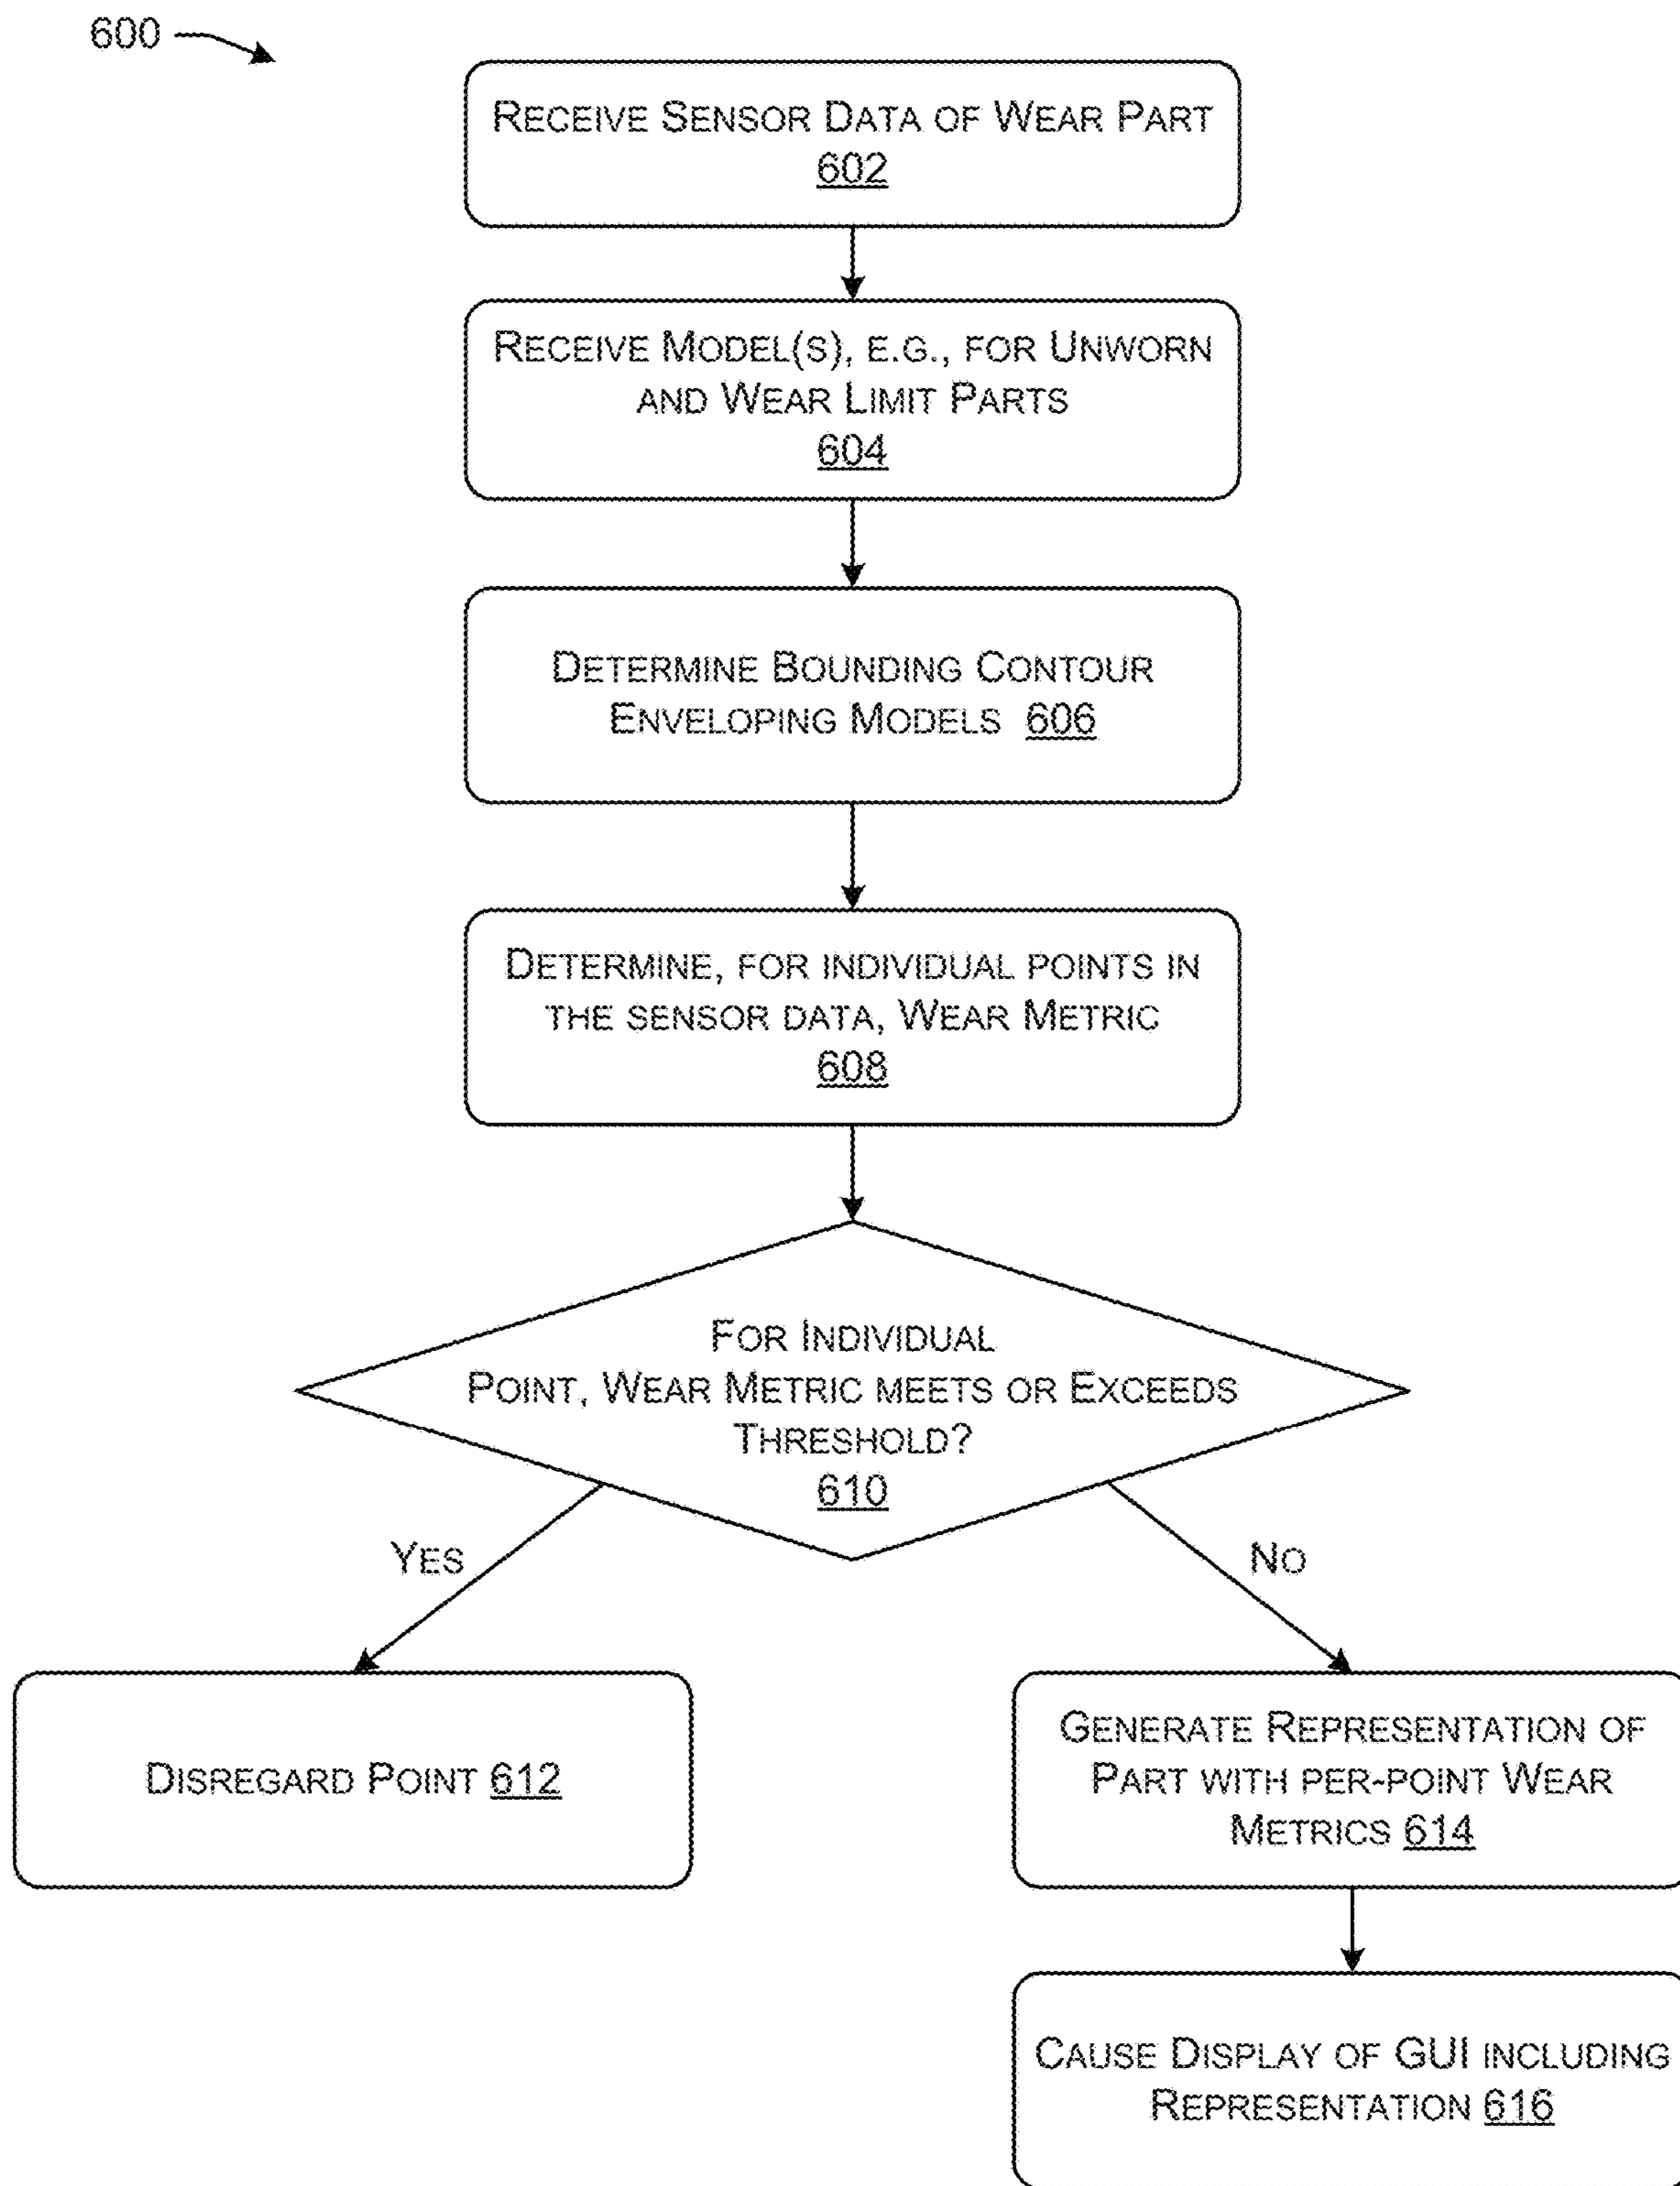 600
RECEIVE SENSOR DATA OF WEAR PART
602
RECEIVE MODEL(S), E.G., FOR UNWORN
AND WEAR LIMIT PARTS
604
DETERMINE BOUNDING CONTOUR
ENVELOPING MODELS 606
DETERMINE, FOR INDIVIDUAL POINTS IN
THE SENSOR DATA, WEAR METRIC
608
FOR INDIVIDUAL
POINT, WEAR METRIC MEETS OR EXCEEDS
THRESHOLD?
610
YES
NO
DISREGARD POINT 612
GENERATE REPRESENTATION OF
PART WITH PER-POINT WEAR
METRICS 614
CAUSE DISPLAY OF GUI INCLUDING
REPRESENTATION 616